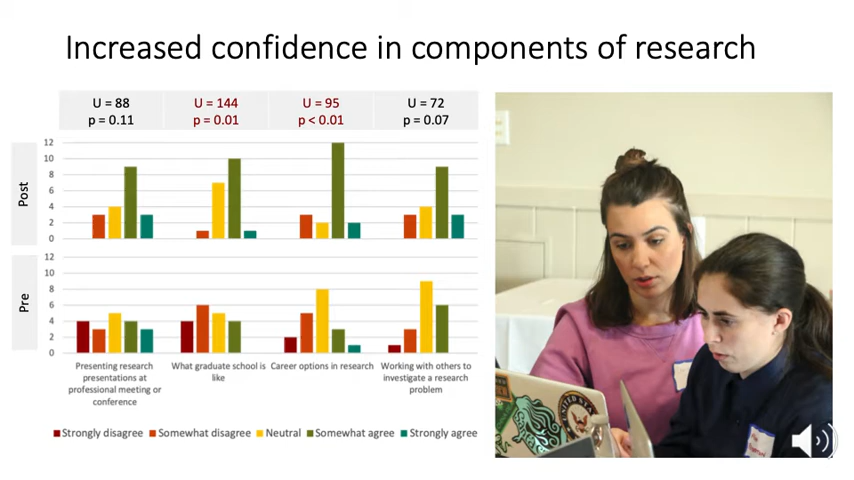 Increased confidence in components of research
U = 88
p = 0.11
U = 144
p = 0.01
U = 95
p < 0.01
U = 72
p = 0.07
Post
12
10
8
6
4
2
0
Pre
12
10
8
6
4
2
0
Presenting research
presentations at
professional meeting or
conference
What graduate school is
like
Career options in research
Working with others to
investigate a research
problem
Strongly disagree
Somewhat disagree
Neutral
Somewhat agree
Strongly agree
UNITED STATES